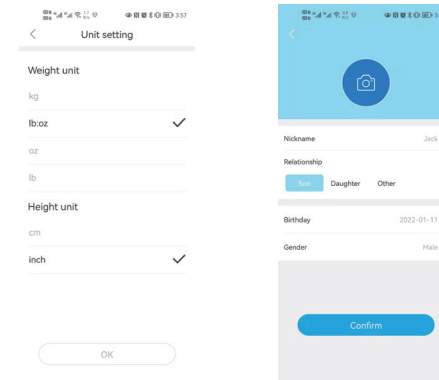 3:57
Unit setting
Weight unit
kg
lb:oz
oz
lb
Height unit
cm
inch
OK
Nickname Jack
Relationship
Son Daughter Other
Birthday 2022-01-11
Gender Male
Confirm